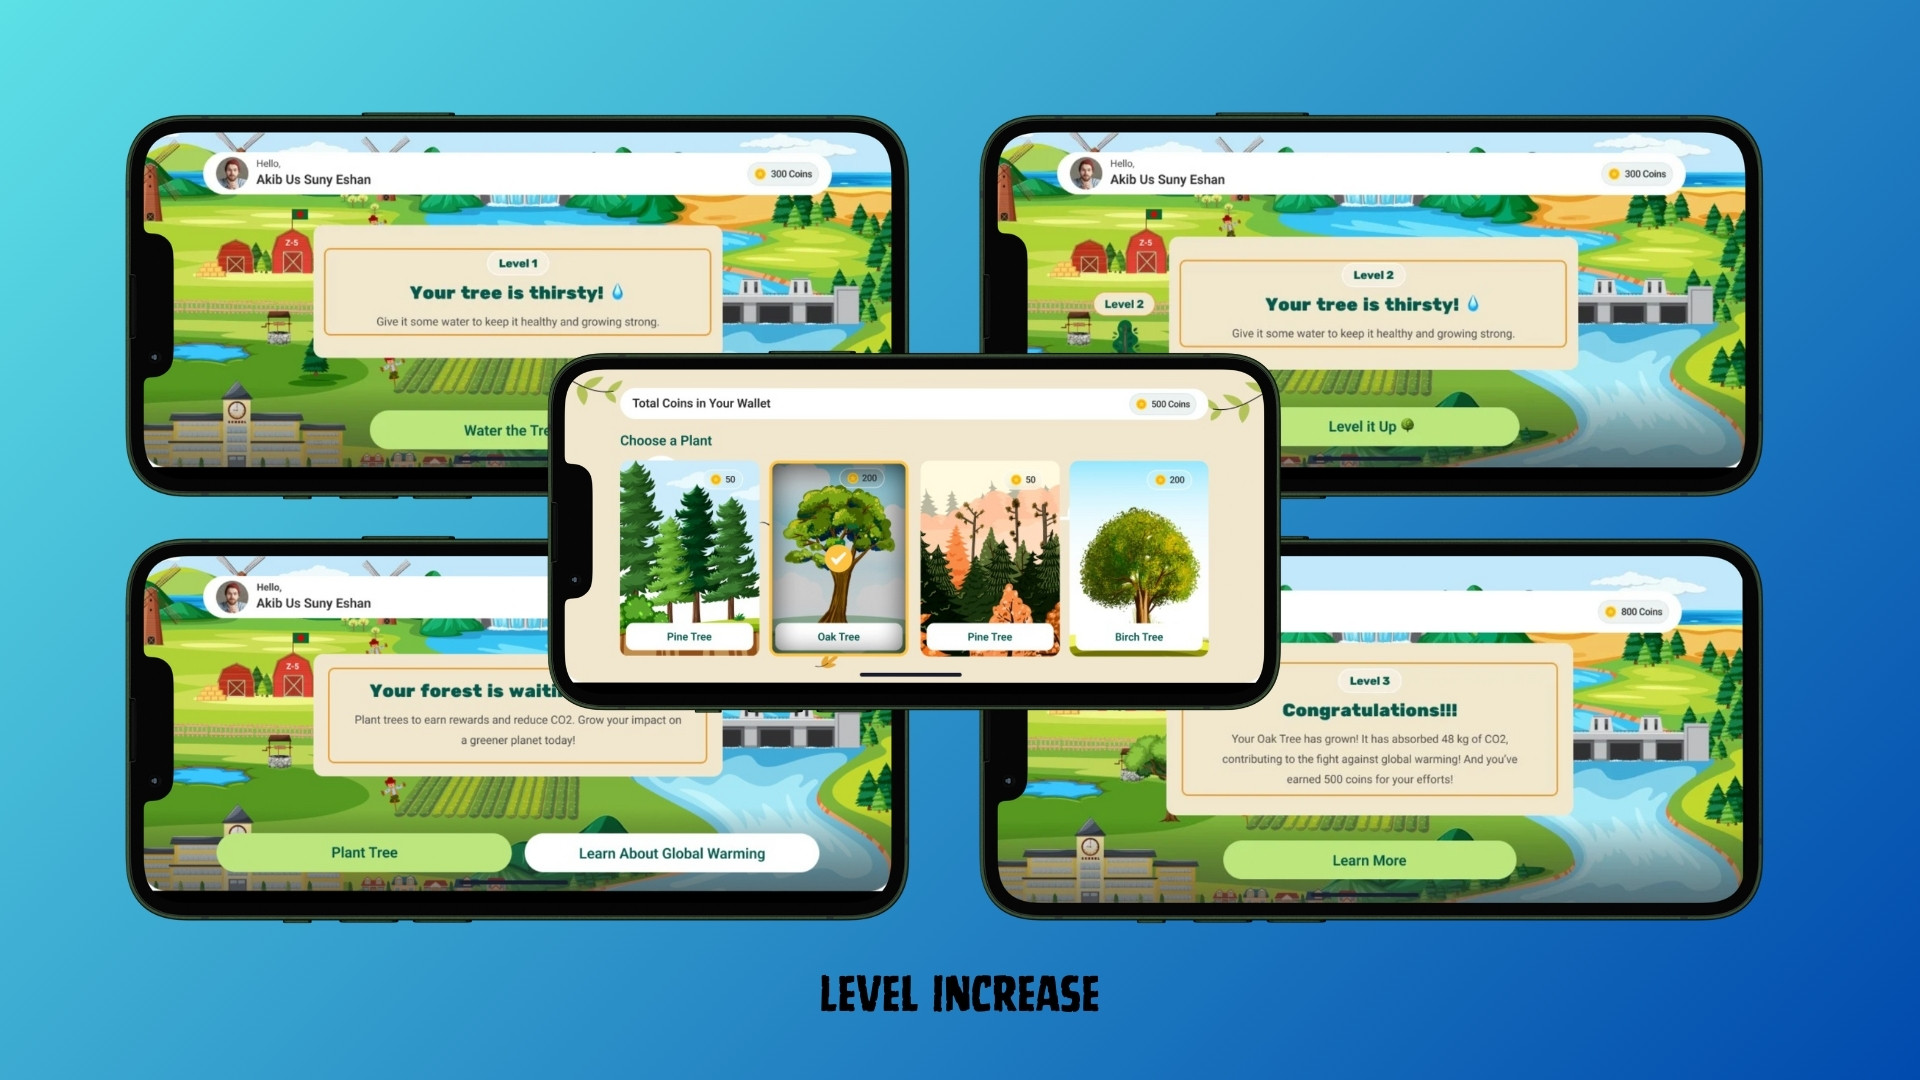 Hello,
Akib Us Suny Eshan
300 Coins
Z-5
Level 1
Your tree is thirsty!
Give it some water to keep it healthy and growing strong.
Water the Tre
Hello,
Akib Us Suny Eshan
300 Coins
Z-5
Level 2
Level 2
Your tree is thirsty!
Give it some water to keep it healthy and growing strong.
Level it Up
Total Coins in Your Wallet
500 Coins
Choose a Plant
50
200
50
200
Pine Tree
Oak Tree
Pine Tree
Birch Tree
Hello,
Akib Us Suny Eshan
Z-5
Your forest is waiti
Plant trees to earn rewards and reduce CO2. Grow your impact on
a greener planet today!
Plant Tree
Learn About Global Warming
800 Coins
Level 3
Congratulations!!!
Your Oak Tree has grown! It has absorbed 48 kg of CO2,
contributing to the fight against global warming! And you've
earned 500 coins for your efforts!
SCHOOL
Learn More
LEVEL INCREASE